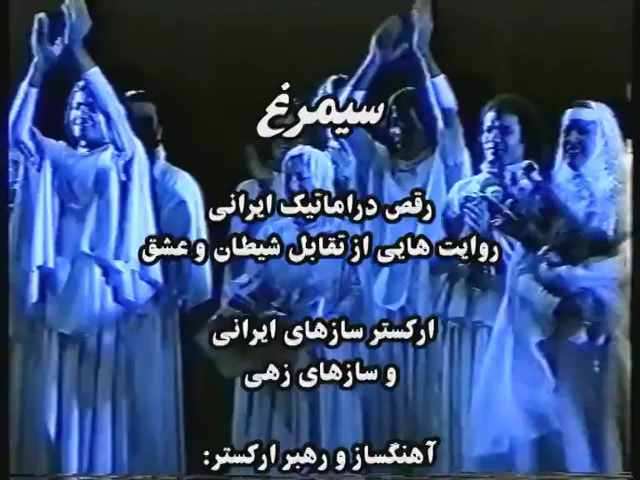 سیمرغ
رقص دراماتیک ایرانی
روایت هایی از تقابل شیطان و عشق
ارکستر سازهای ایرانی
و سازهای زهی
آهنگساز و رهبر ارکستر: